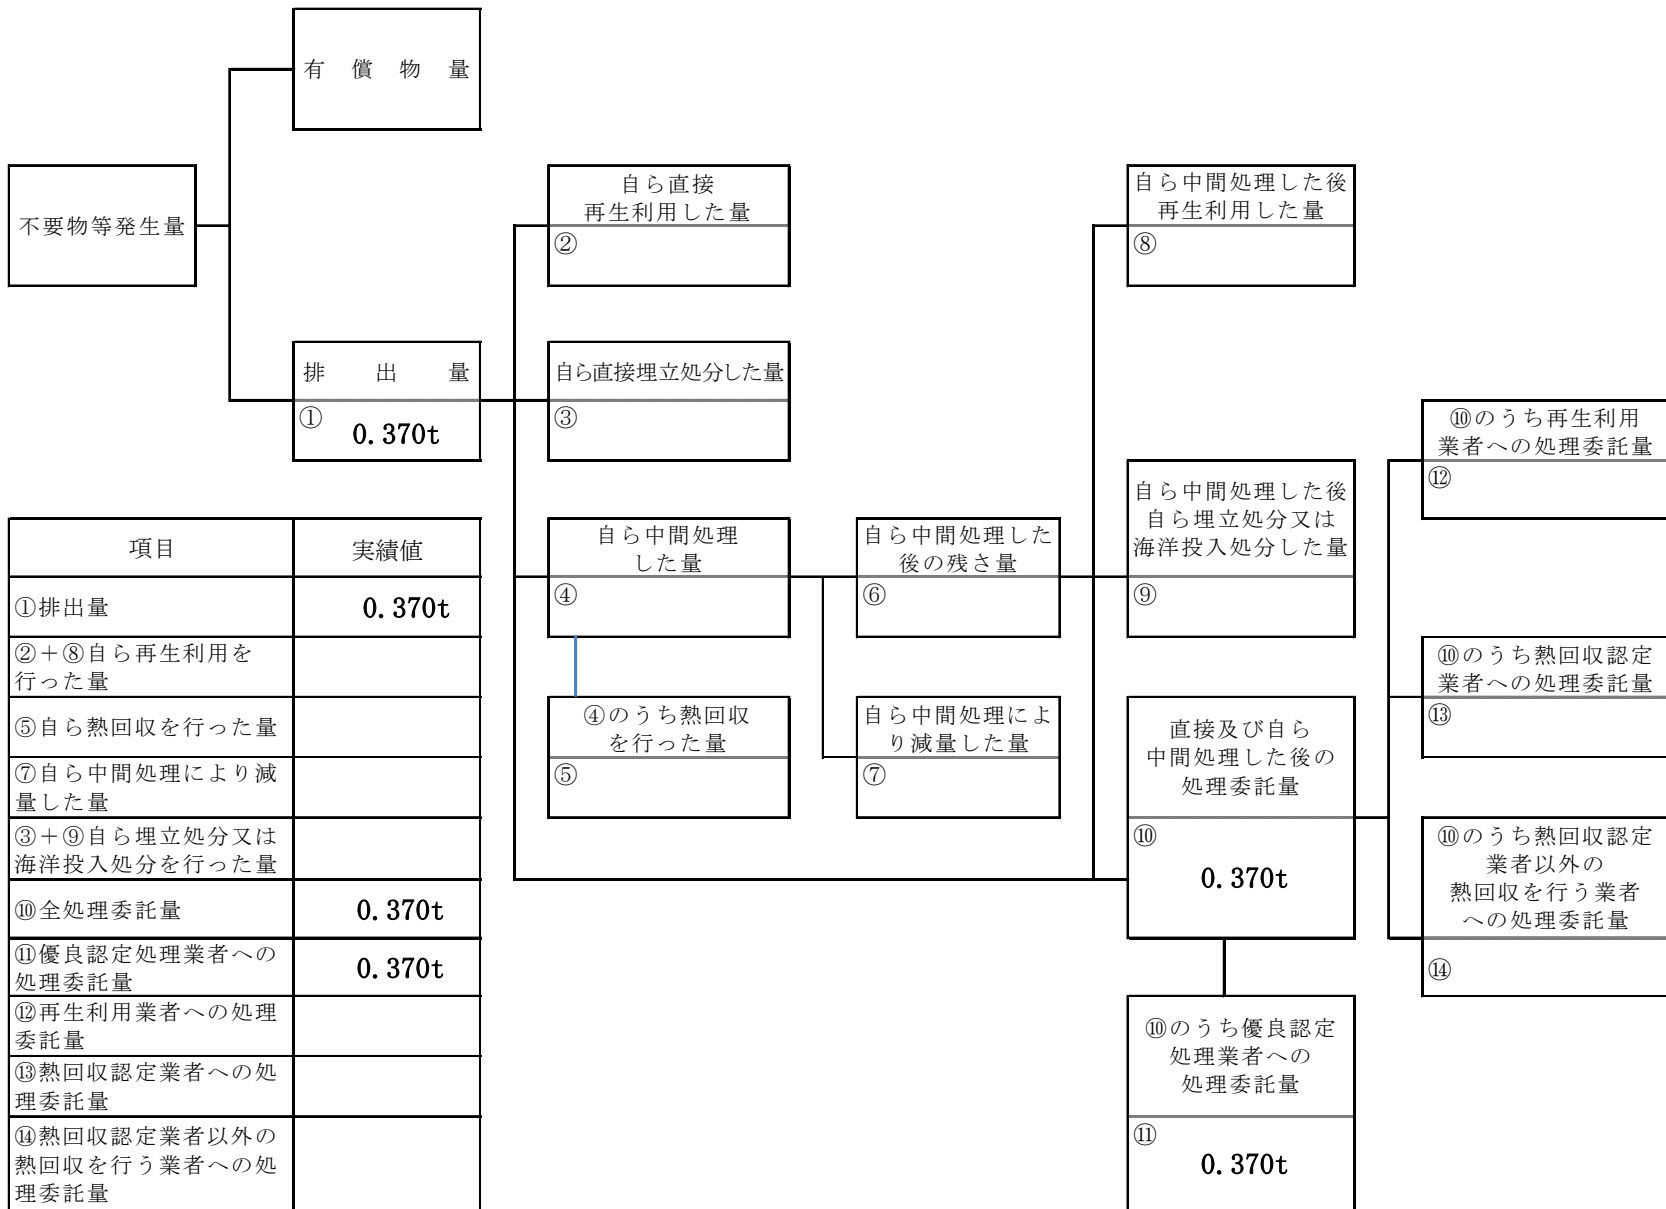 有償物量
不要物等発生量
自ら直接
再生利用した量
②
自ら中間処理した後
再生利用した量
⑧
排出量
①
0.370t
自ら直接埋立処分した量
③
⑩のうち再生利用
業者への処理委託量
⑫
自ら中間処理した後
自ら埋立処分又は
海洋投入処分した量
⑨
自ら中間処理
した量
④
自ら中間処理した
後の残さ量
⑥
⑩のうち熱回収認定
業者への処理委託量
⑬
④のうち熱回収
を行った量
⑤
自ら中間処理によ
り減量した量
⑦
直接及び自ら
中間処理した後の
処理委託量
⑩
0.370t
⑩のうち熱回収認定
業者以外の
熱回収を行う業者
への処理委託量
⑭
⑩のうち優良認定
処理業者への
処理委託量
⑪
0.370t
項目 実績値
①排出量 0.370t
②+⑧自ら再生利用を
行った量
⑤自ら熱回収を行った量
⑦自ら中間処理により減
量した量
③+⑨自ら埋立処分又は
海洋投入処分を行った量
⑩全処理委託量 0.370t
⑪優良認定処理業者への
処理委託量 0.370t
⑫再生利用業者への処理
委託量
⑬熱回収認定業者への処
理委託量
⑭熱回収認定業者以外の
熱回収を行う業者への処
理委託量